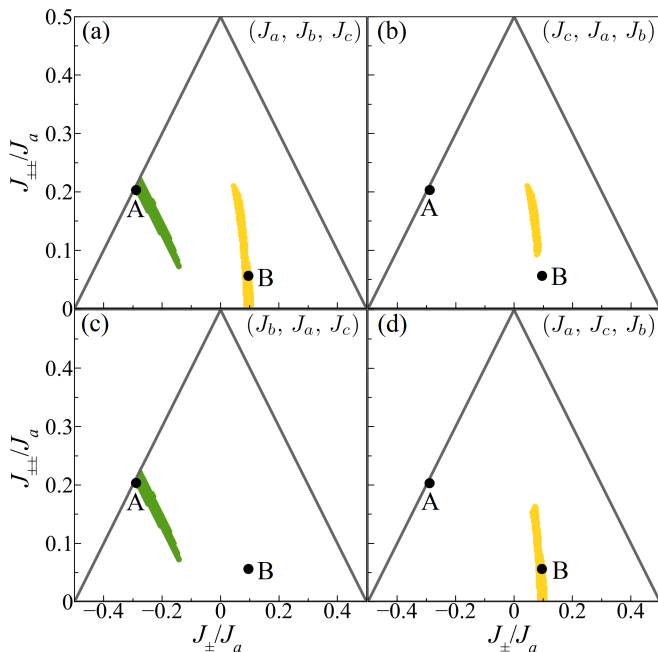 0.5 (a) (J_a, J_b, J_c) (b) (J_c, J_a, J_b)
0.4
0.3
J_±±/J_a
0.2
A A
0.1
B B
0
(c) (J_b, J_a, J_c) (d) (J_a, J_c, J_b)
0.4
0.3
J_±±/J_a
0.2
A A
0.1
B B
0
−0.4 −0.2 0 0.2 0.4 −0.4 −0.2 0 0.2 0.4
J_±/J_a J_±/J_a